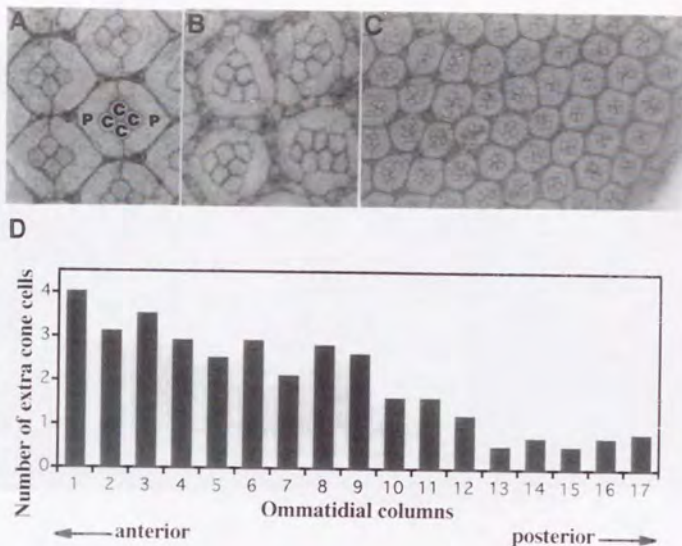 A B C
P C C C C P
D
Number of extra cone cells
4
3
2
1
0
1 2 3 4 5 6 7 8 9 10 11 12 13 14 15 16 17
Ommatidial columns
anterior posterior